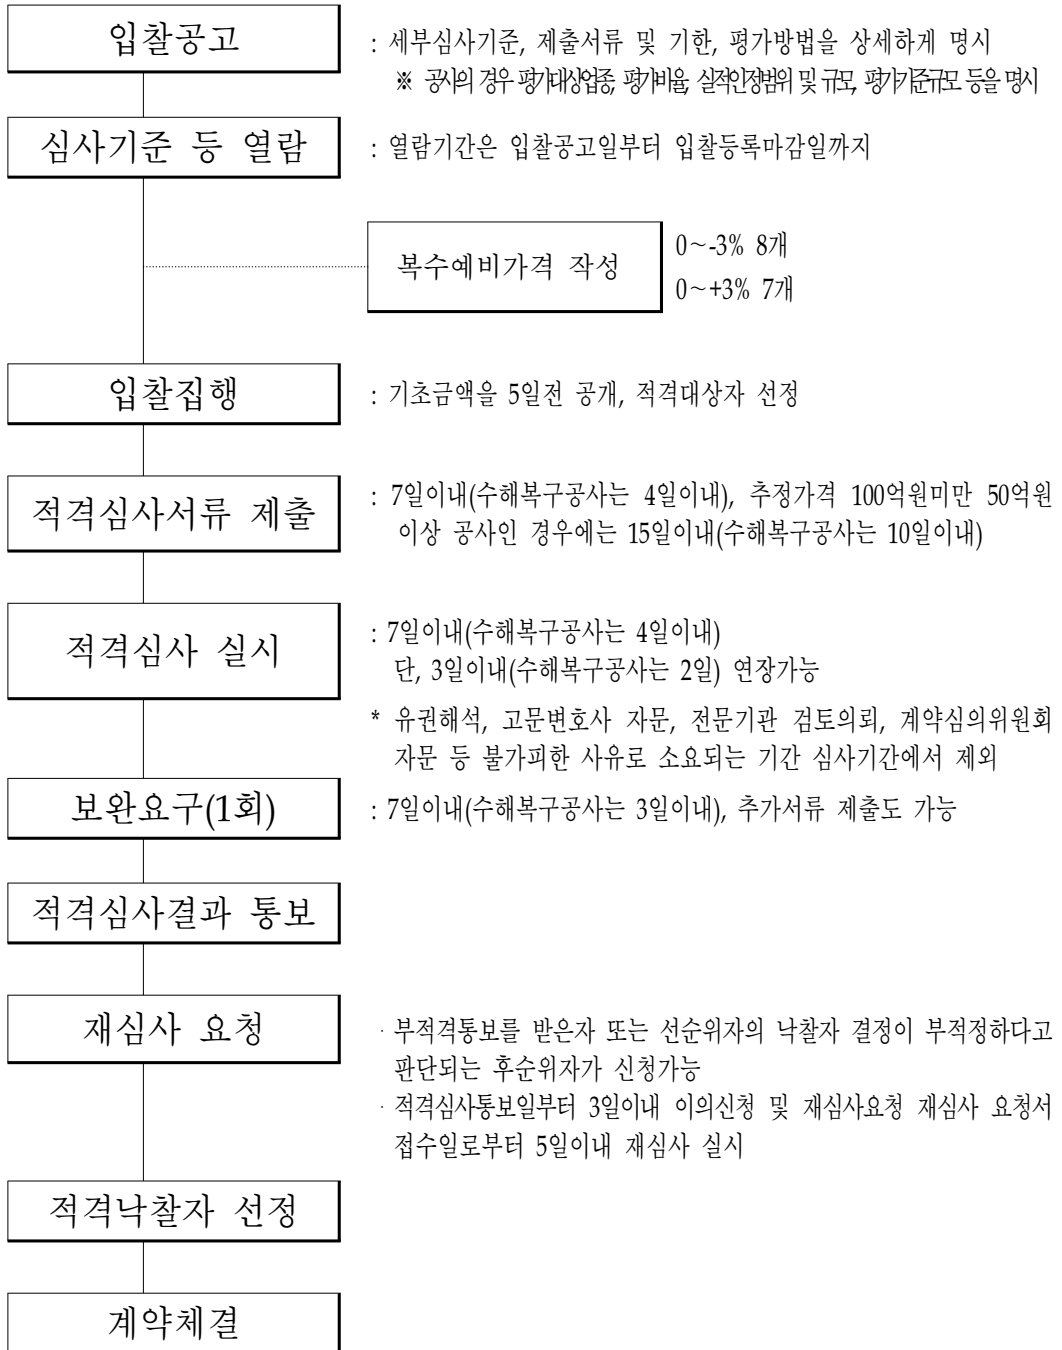 입찰공고
: 세부심사기준, 제출서류 및 기한, 평가방법을 상세하게 명시
※ 공사의 경우 평가대상업종, 평가비율, 실적인정범위 및 규모, 평가기준규모 등을 명시
심사기준 등 열람
: 열람기간은 입찰공고일부터 입찰등록마감일까지
복수예비가격 작성
0~-3% 8개
0~+3% 7개
입찰집행
: 기초금액을 5일전 공개, 적격대상자 선정
적격심사서류 제출
: 7일이내(수해복구공사는 4일이내), 추정가격 100억원미만 50억원
이상 공사인 경우에는 15일이내(수해복구공사는 10일이내)
적격심사 실시
: 7일이내(수해복구공사는 4일이내)
단, 3일이내(수해복구공사는 2일) 연장가능
* 유권해석, 고문변호사 자문, 전문기관 검토의뢰, 계약심의위원회
자문 등 불가피한 사유로 소요되는 기간 심사기간에서 제외
보완요구(1회)
: 7일이내(수해복구공사는 3일이내), 추가서류 제출도 가능
적격심사결과 통보
재심사 요청
· 부적격통보를 받은자 또는 선순위자의 낙찰자 결정이 부적정하다고
판단되는 후순위자가 신청가능
· 적격심사통보일부터 3일이내 이의신청 및 재심사요청 재심사 요청서
접수일로부터 5일이내 재심사 실시
적격낙찰자 선정
계약체결